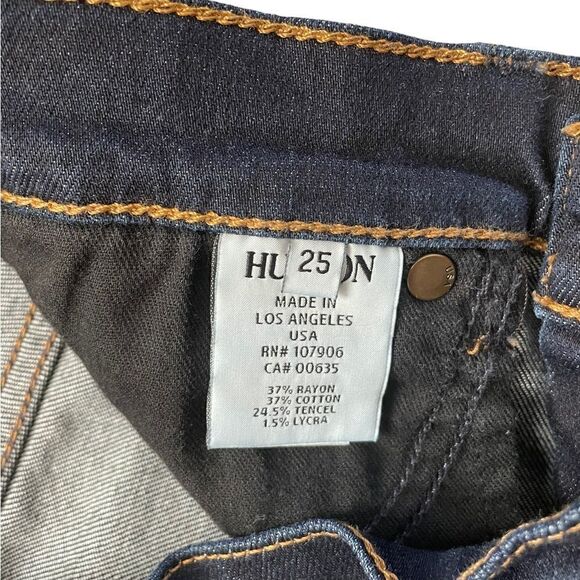 HU ON
25
MADE IN
LOS ANGELES
USA
RN# 107906
CA# 00635
37% RAYON
37% COTTON
24.5% TENCEL
1.5% LYCRA
USA